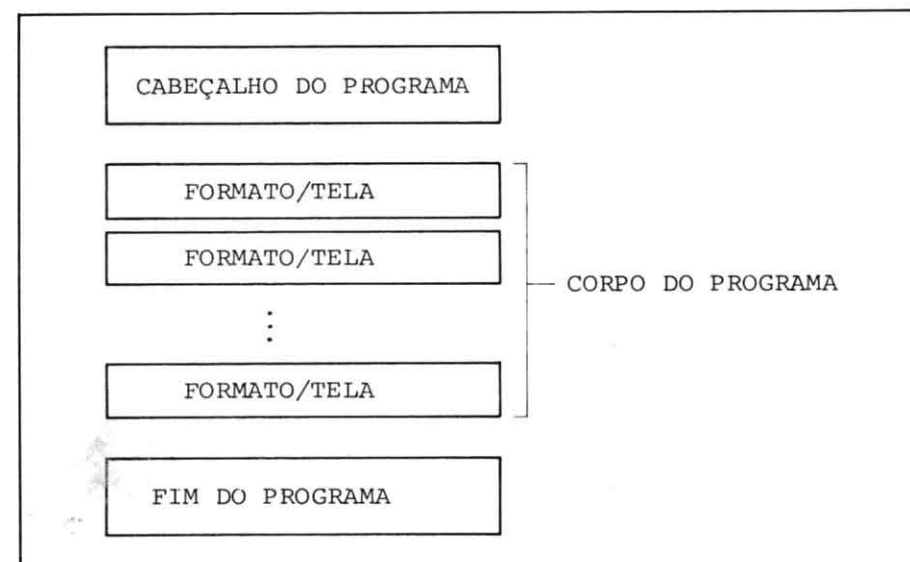 CABEÇALHO DO PROGRAMA
FORMATO/TELA
FORMATO/TELA
CORPO DO PROGRAMA
⋮
FORMATO/TELA
FIM DO PROGRAMA